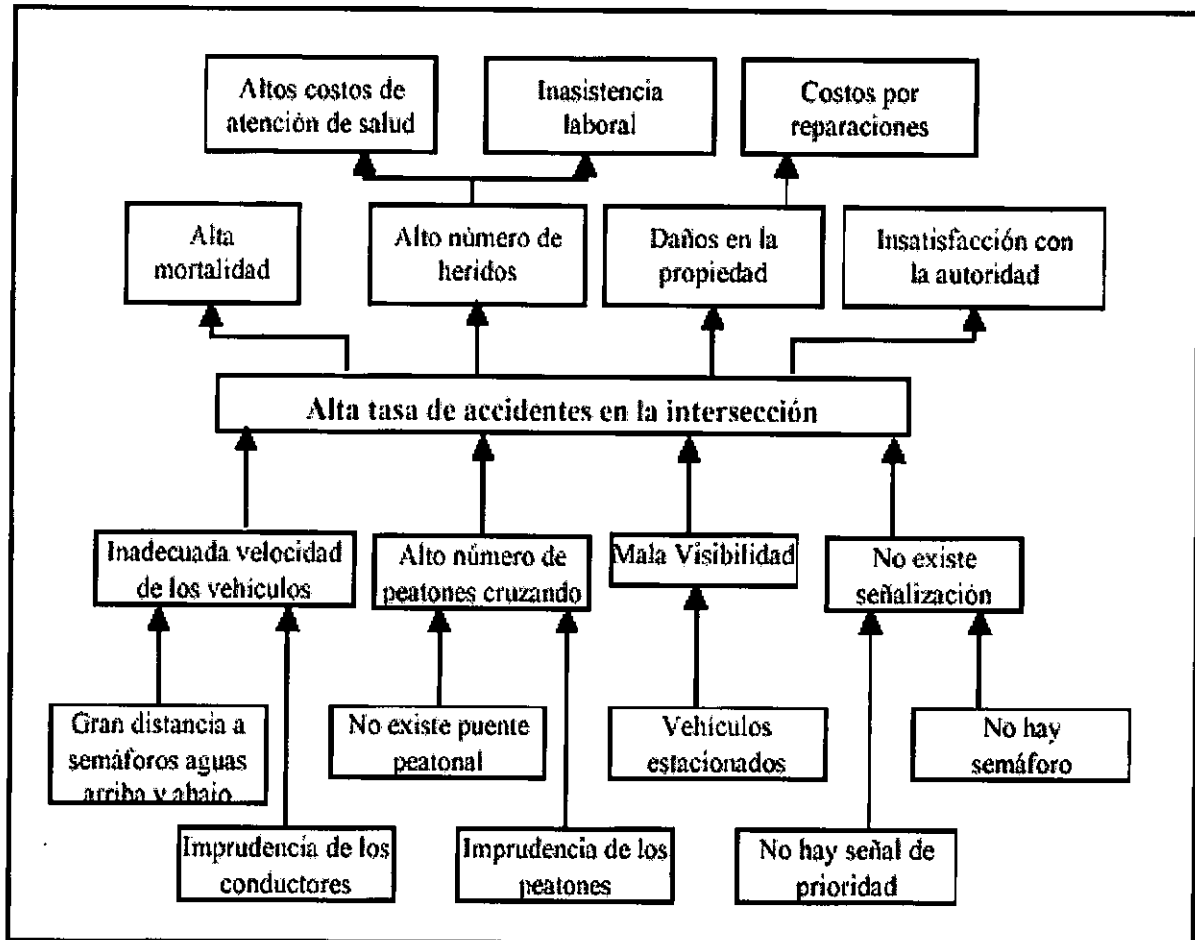 Altos costos de
atención de salud
Inasistencia
laboral
Costos por
reparaciones
Alta
mortalidad
Alto número de
heridos
Daños en la
propiedad
Insatisfacción con
la autoridad
Alta tasa de accidentes en la intersección
Inadecuada velocidad
de los vehículos
Alto número de
peatones cruzando
Mala Visibilidad
No existe
señalización
Gran distancia a
semáforos aguas
arriba y abajo
No existe puente
peatonal
Vehículos
estacionados
No hay
semáforo
Imprudencia de los
conductores
Imprudencia de los
peatones
No hay señal de
prioridad